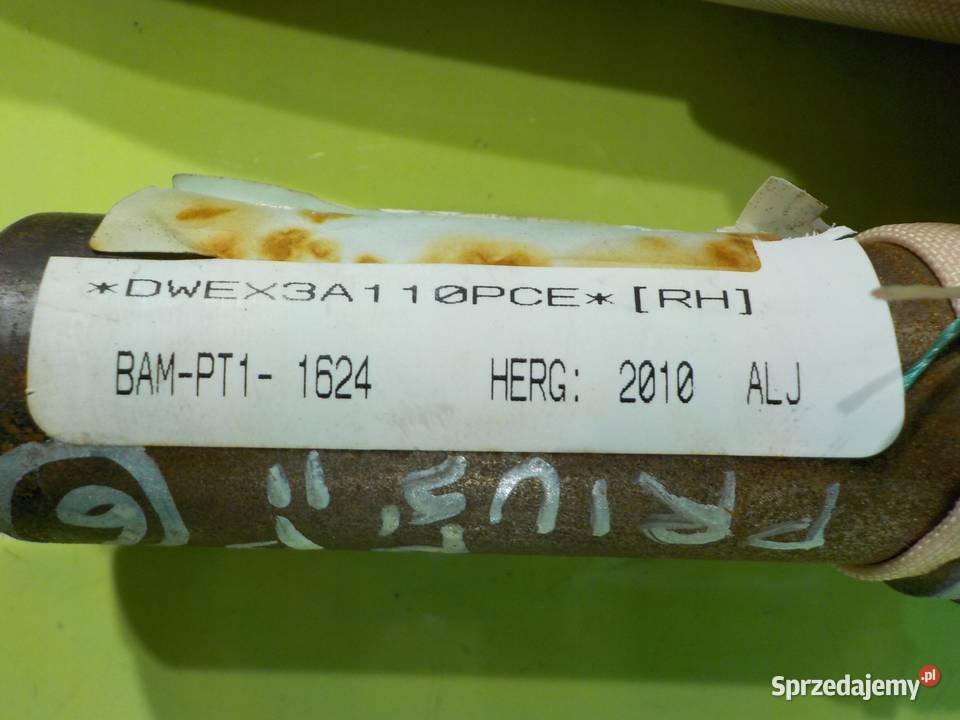 *DWEX3A110PCE* [RH]
BAM-PT1- 1624 HERG: 2010 ALJ
PRIUS
Sprzedajemy.pl